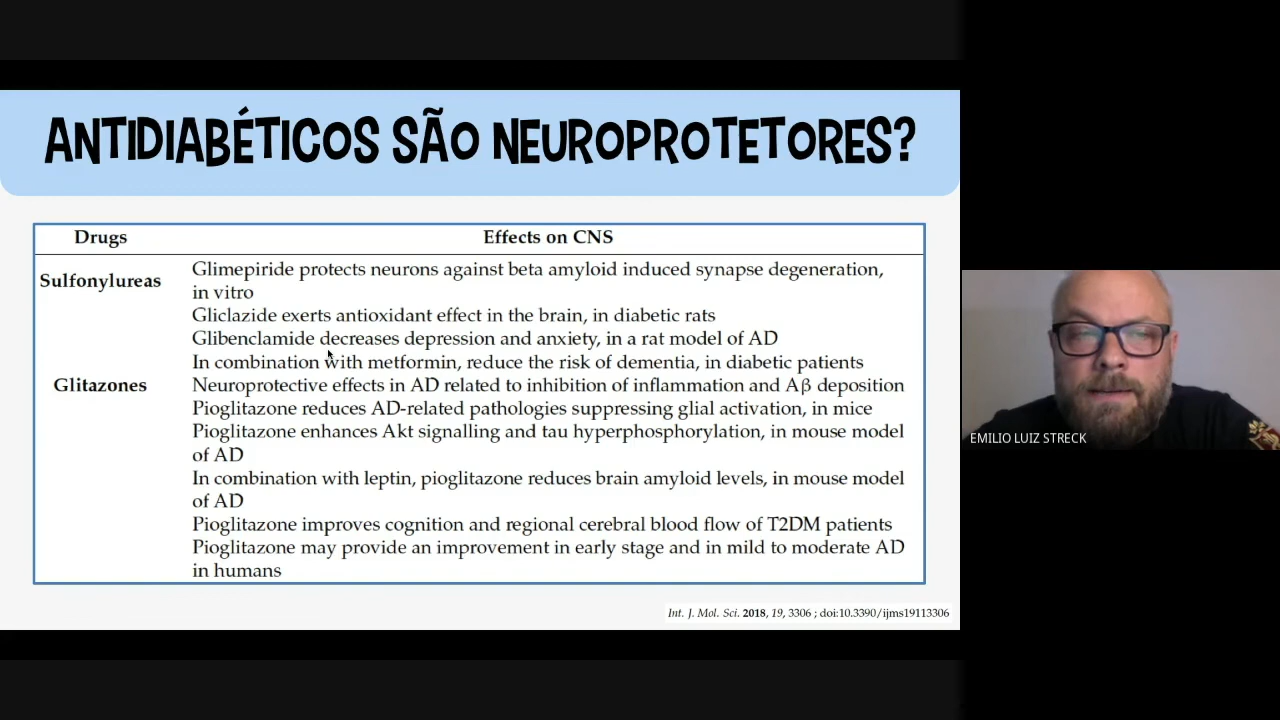 ANTIDIABÉTICOS SÃO NEUROPROTETORES?
Drugs Effects on CNS
Sulfonylureas
Glimepiride protects neurons against beta amyloid induced synapse degeneration,
in vitro
Gliclazide exerts antioxidant effect in the brain, in diabetic rats
Glibenclamide decreases depression and anxiety, in a rat model of AD
In combination with metformin, reduce the risk of dementia, in diabetic patients
Glitazones
Neuroprotective effects in AD related to inhibition of inflammation and Aβ deposition
Pioglitazone reduces AD-related pathologies suppressing glial activation, in mice
Pioglitazone enhances Akt signalling and tau hyperphosphorylation, in mouse model
of AD
In combination with leptin, pioglitazone reduces brain amyloid levels, in mouse model
of AD
Pioglitazone improves cognition and regional cerebral blood flow of T2DM patients
Pioglitazone may provide an improvement in early stage and in mild to moderate AD
in humans
Int. J. Mol. Sci. 2018, 19, 3306 ; doi:10.3390/ijms19113306
EMILIO LUIZ STRECK